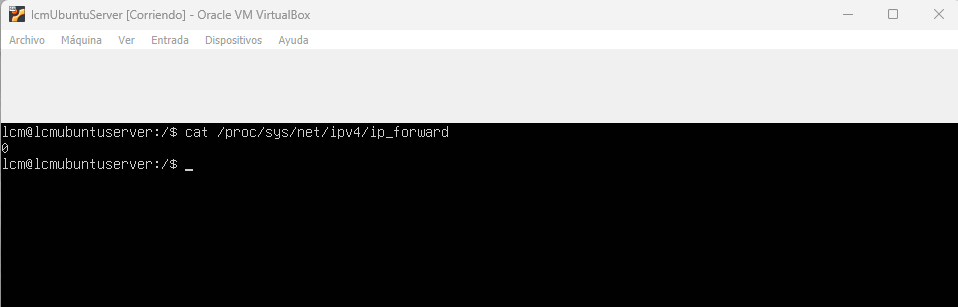 lcmUbuntuServer [Corriendo] - Oracle VM VirtualBox
Archivo Máquina Ver Entrada Dispositivos Ayuda
lcm@lcmubuntuserver:/$ cat /proc/sys/net/ipv4/ip_forward
0
lcm@lcmubuntuserver:/$ _